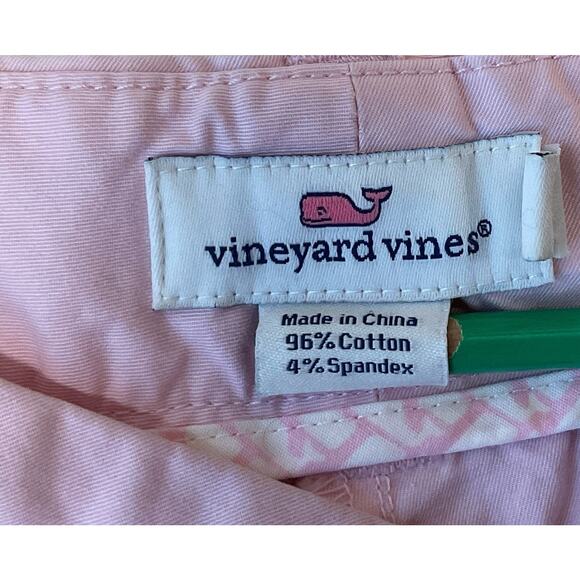 vineyard vines®
Made in China
96% Cotton
4% Spandex